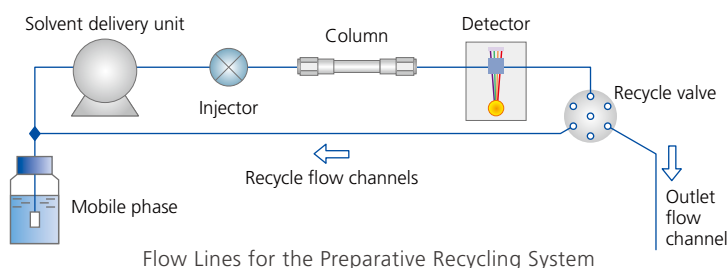 Solvent delivery unit
Column
Detector
Injector
Recycle valve
Recycle flow channels
Mobile phase
Outlet
flow
channel
Flow Lines for the Preparative Recycling System